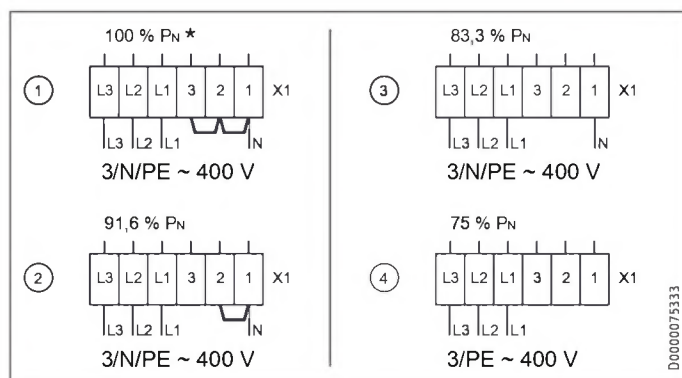 100 % PN *
1
L3 L2 L1 3 2 1 X1
L3 L2 L1 N
3/N/PE ~ 400 V
91,6 % PN
2
L3 L2 L1 3 2 1 X1
L3 L2 L1 N
3/N/PE ~ 400 V
83,3 % PN
3
L3 L2 L1 3 2 1 X1
L3 L2 L1 N
3/N/PE ~ 400 V
75 % PN
4
L3 L2 L1 3 2 1 X1
L3 L2 L1
3/PE ~ 400 V
D0000075333